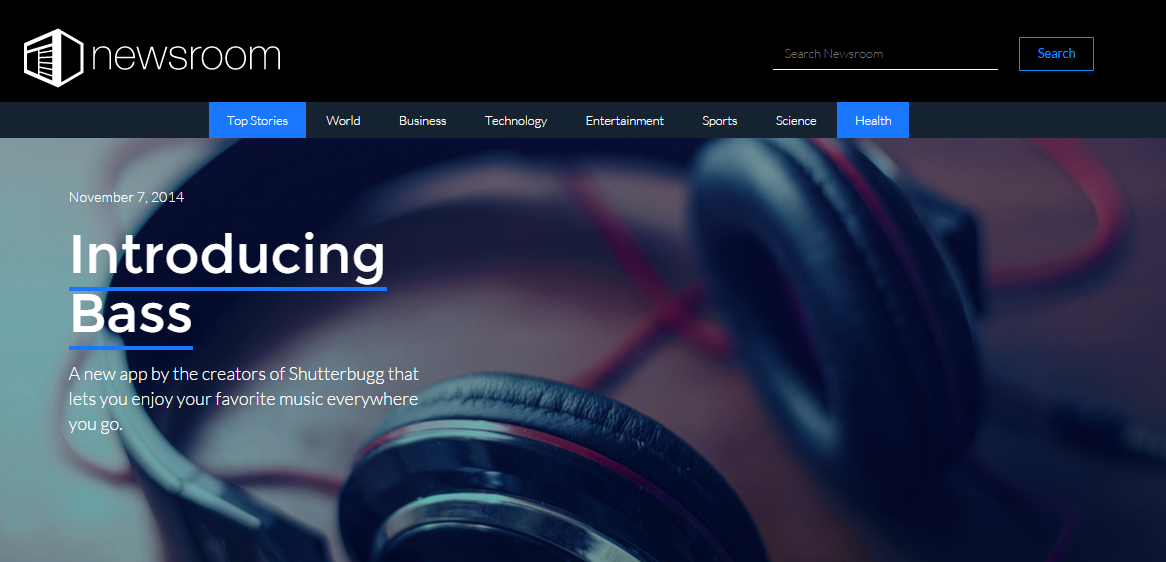 newsroom
Search Newsroom
Search
Top Stories World Business Technology Entertainment Sports Science Health
November 7, 2014
Introducing
Bass
A new app by the creators of Shutterbugg that
lets you enjoy your favorite music everywhere
you go.